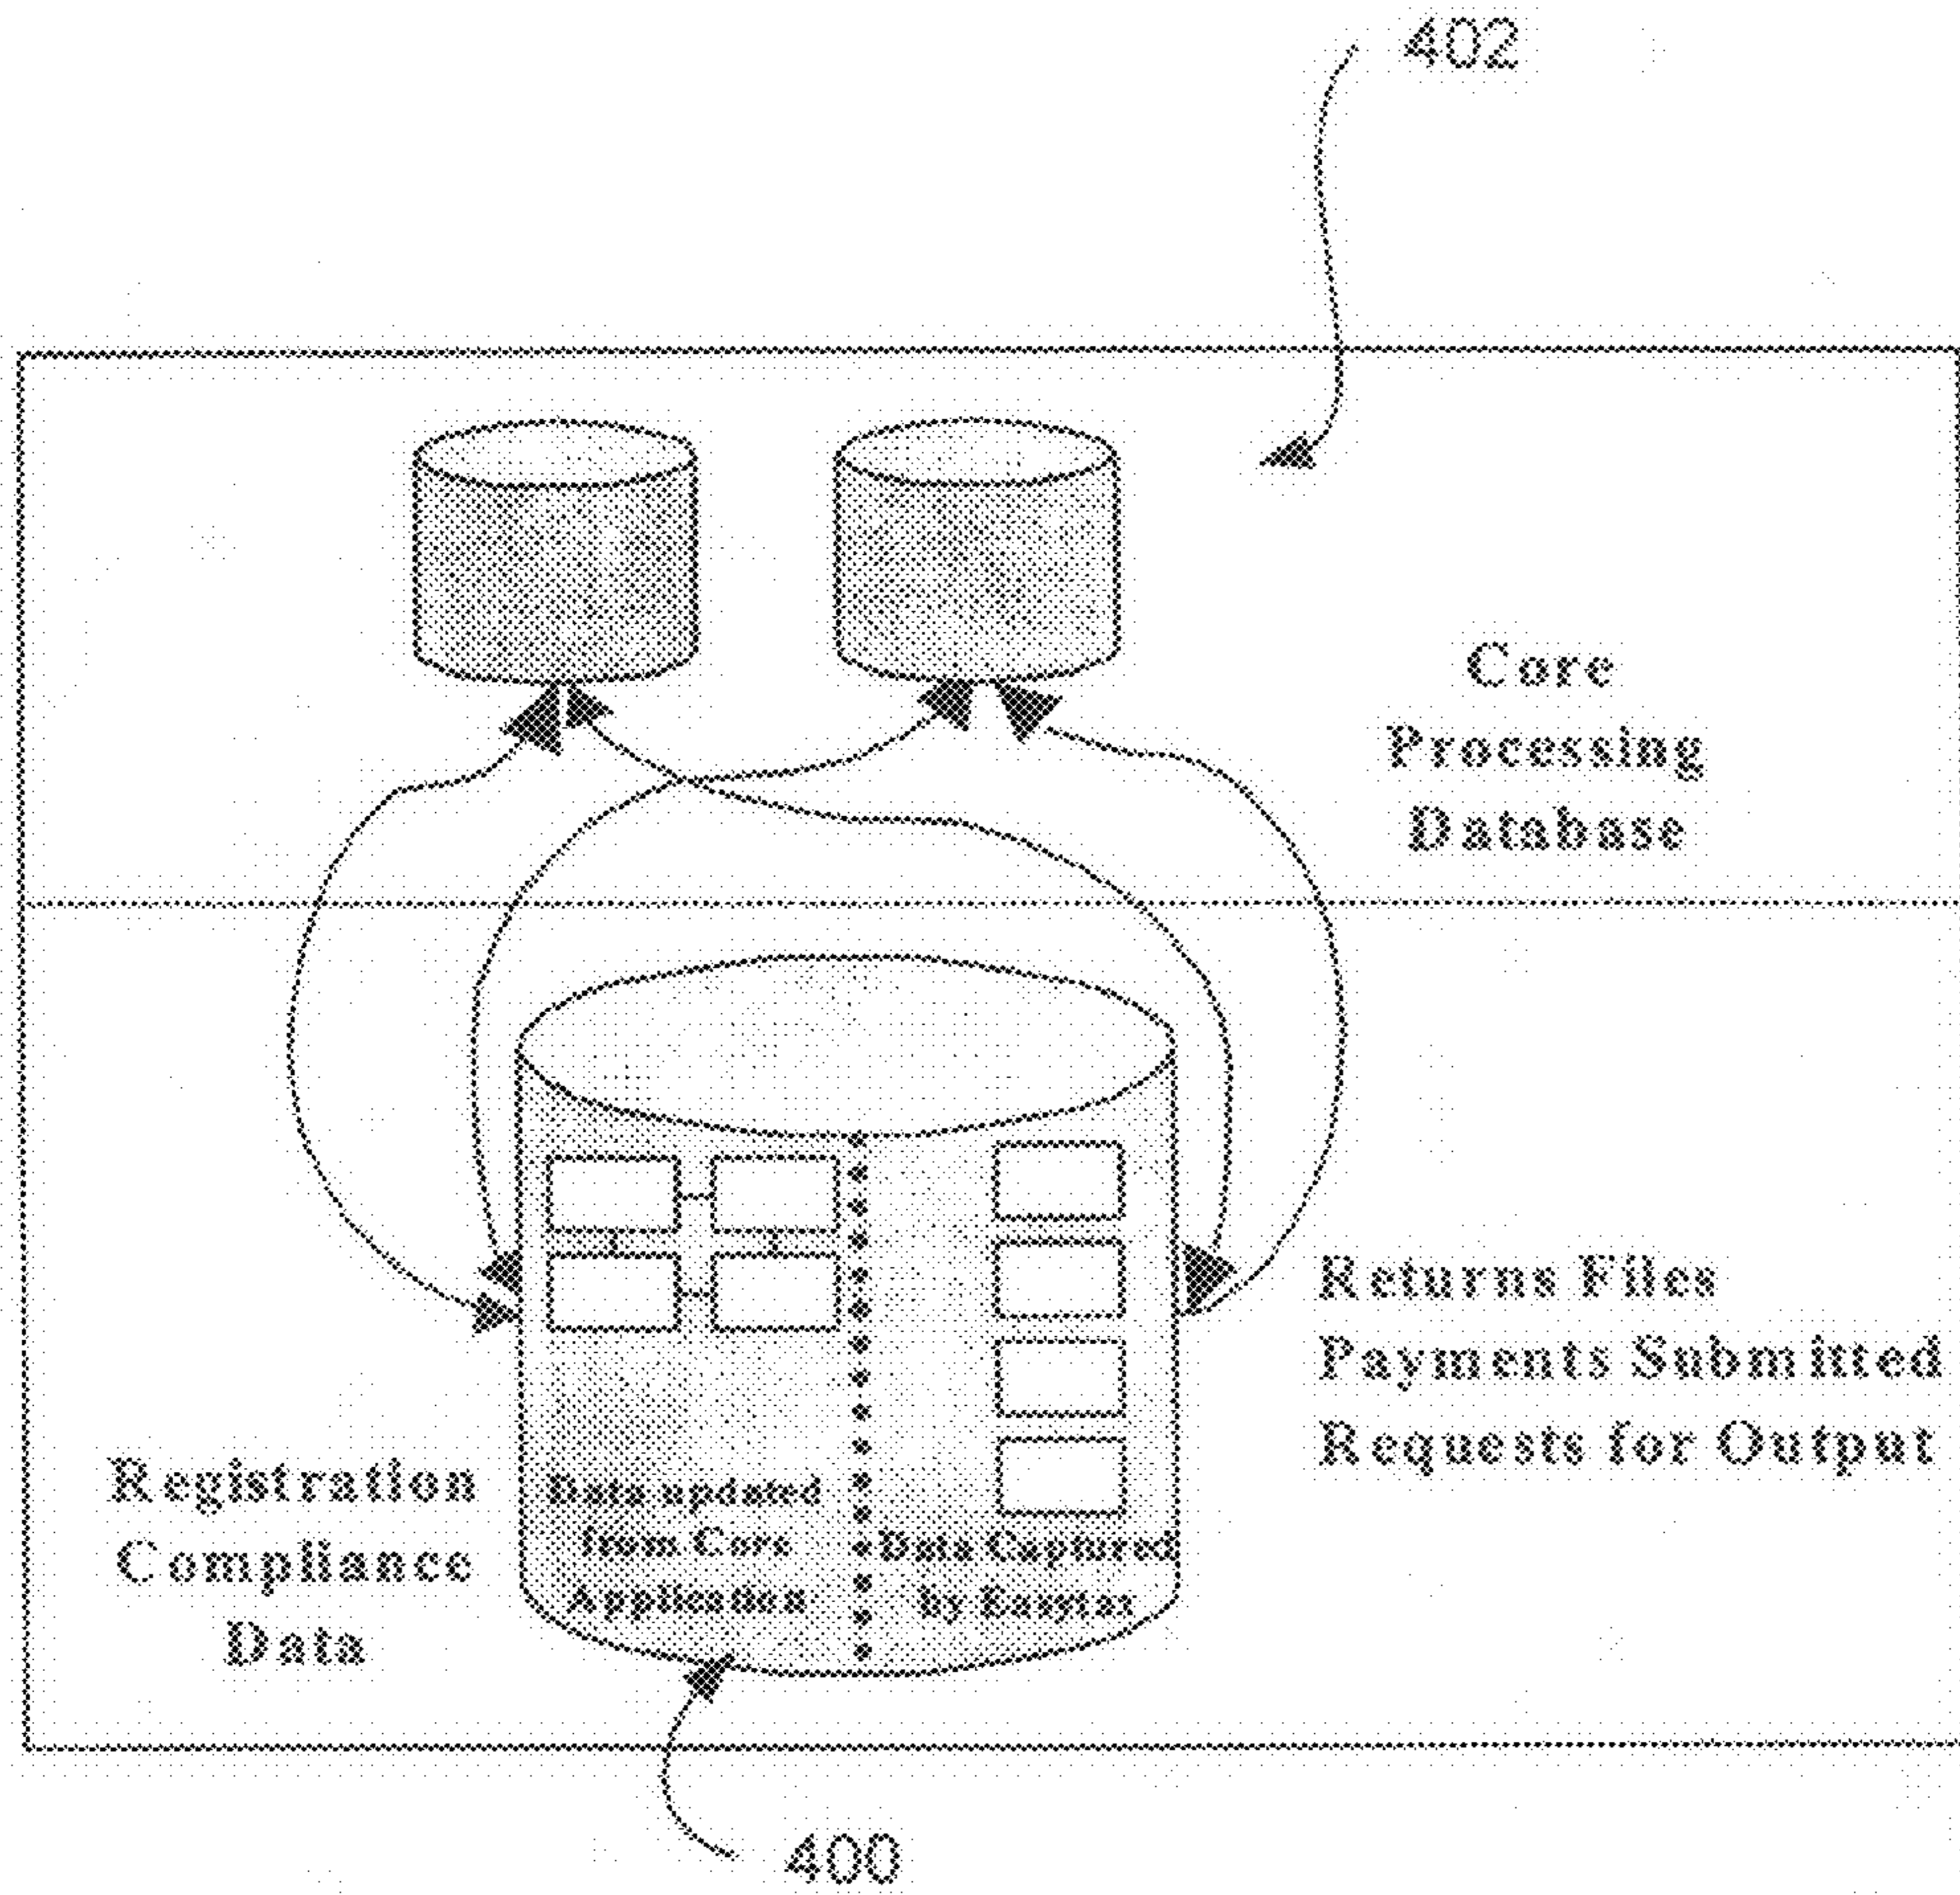 402
Core
Processing
Database
Returns Files
Payments Submitted
Requests for Output
Registration
Compliance
Data
Data updated
from Core
Application
Data Captured
by Easytax
400